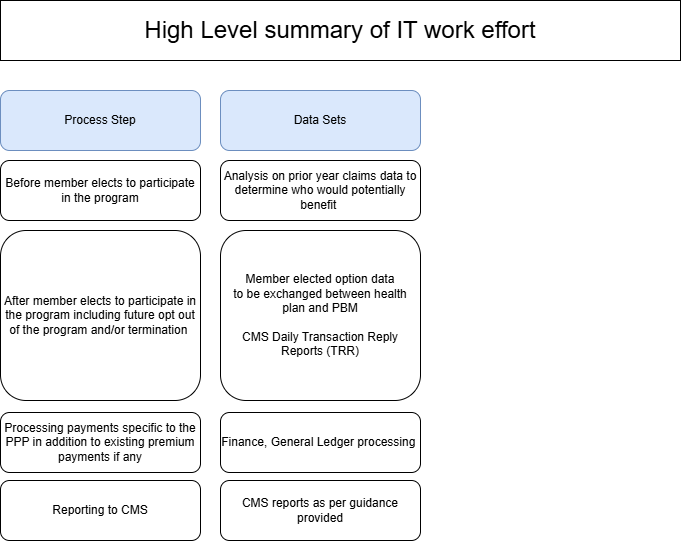 High Level summary of IT work effort
Process Step
Data Sets
Before member elects to participate
in the program
Analysis on prior year claims data to
determine who would potentially
benefit
After member elects to participate in
the program including future opt out
of the program and/or termination
Member elected option data
to be exchanged between health
plan and PBM
CMS Daily Transaction Reply
Reports (TRR)
Processing payments specific to the
PPP in addition to existing premium
payments if any
Finance, General Ledger processing
Reporting to CMS
CMS reports as per guidance
provided